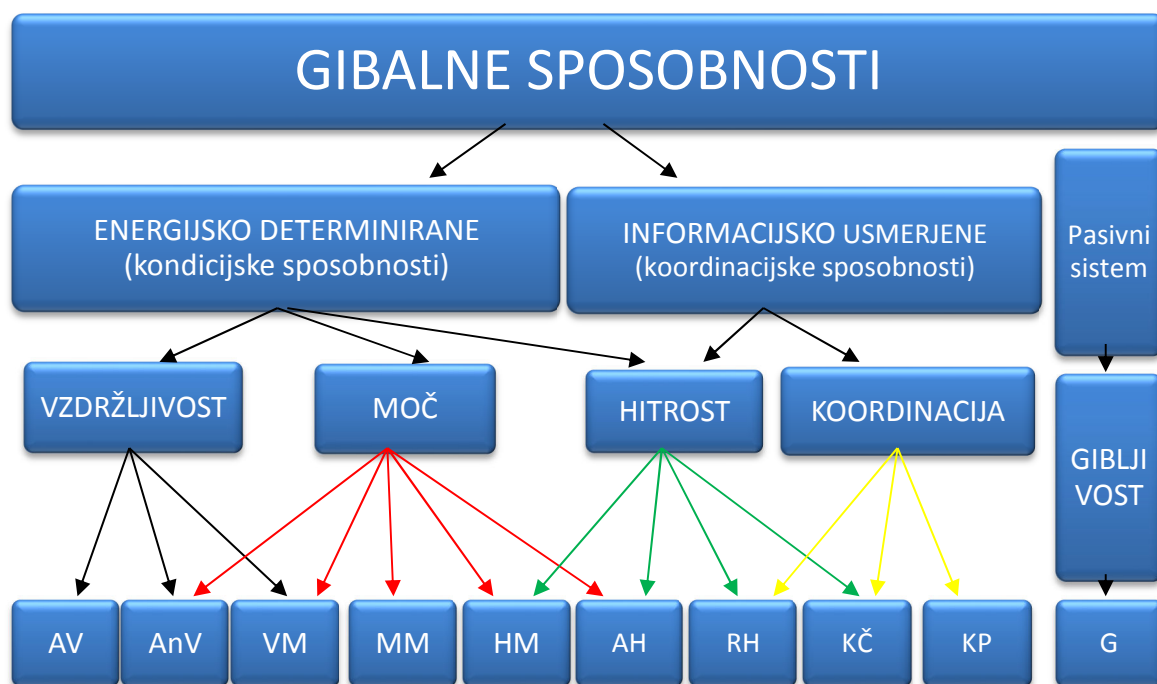 GIBALNE SPOSOBNOSTI
ENERGIJSKO DETERMINIRANE
(kondicijske sposobnosti)
INFORMACIJSKO USMERJENE
(koordinacijske sposobnosti)
Pasivni
sistem
VZDRŽLJIVOST
MOČ
HITROST
KOORDINACIJA
GIBLJI
VOST
AV
AnV
VM
MM
HM
AH
RH
KČ
KP
G